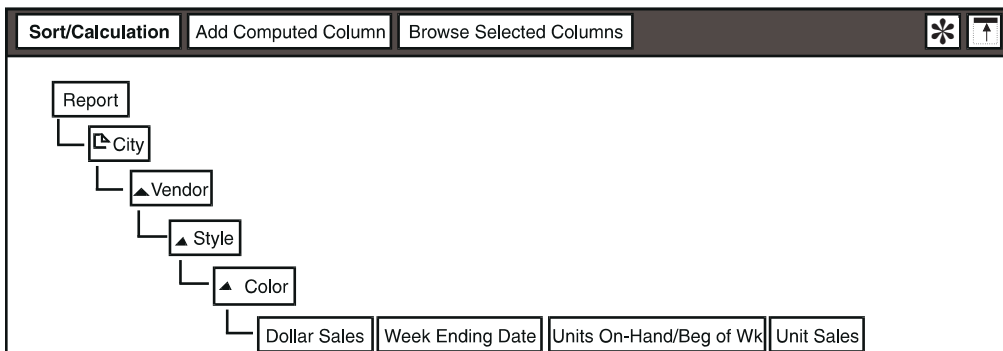 Sort/Calculation Add Computed Column Browse Selected Columns
Report
City
Vendor
Style
Color
Dollar Sales Week Ending Date Units On-Hand/Beg of Wk Unit Sales